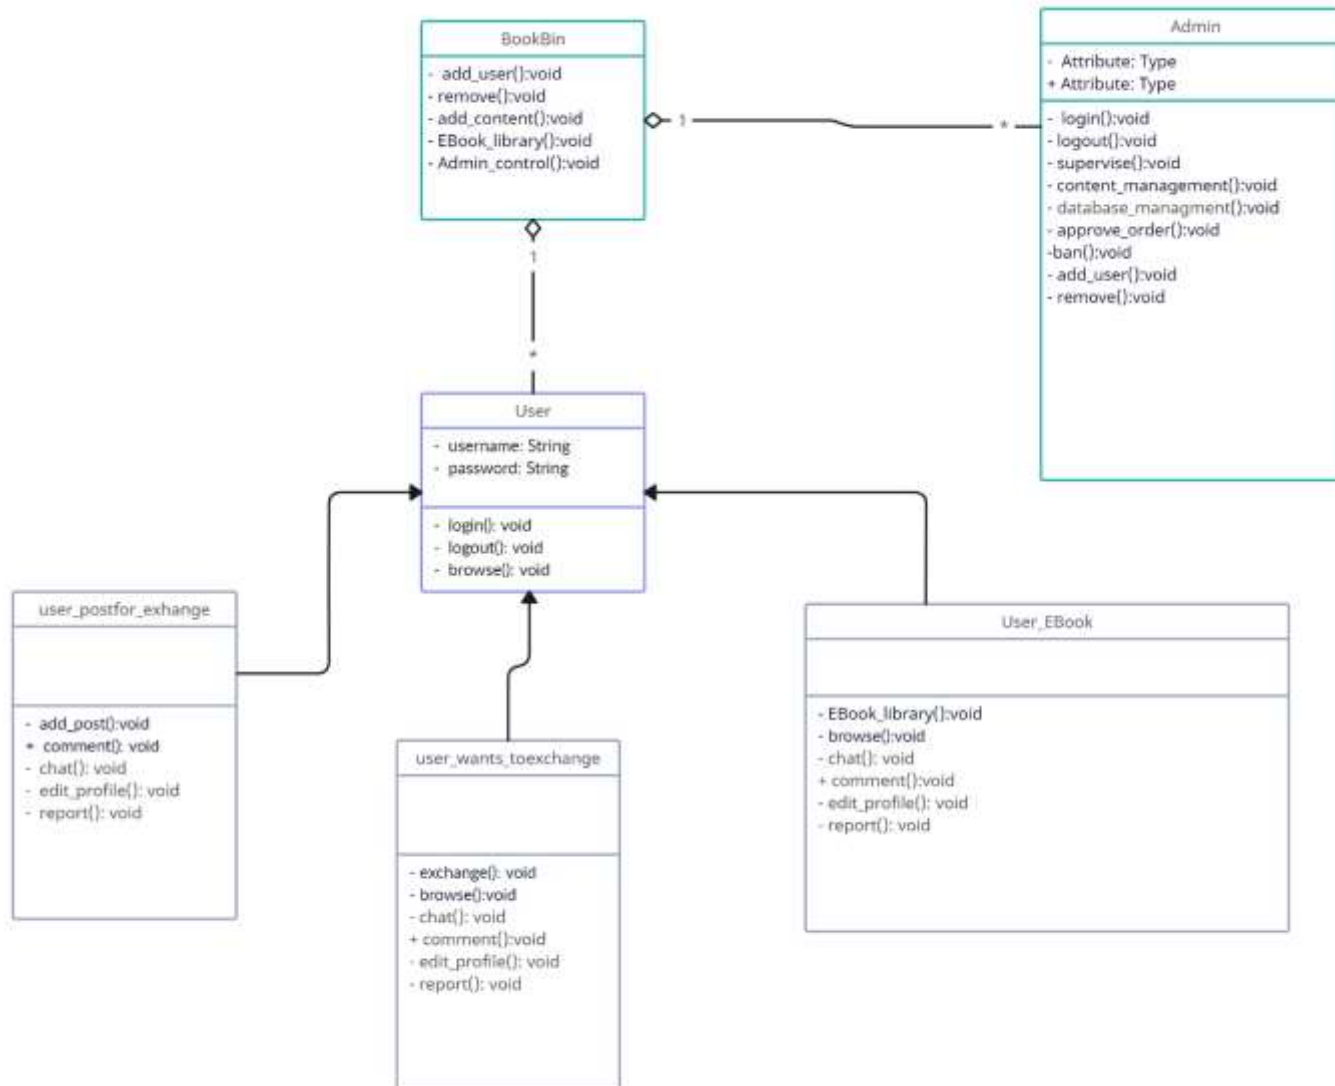 BookBin
- add_user():void
- remove():void
- add_content():void
- EBook_library():void
- Admin_control():void
1
*
Admin
- Attribute: Type
+ Attribute: Type
- login():void
- logout():void
- supervise():void
- content_management():void
- database_managment():void
- approve_order():void
-ban():void
- add_user():void
- remove():void
1
*
User
- username: String
- password: String
- login(): void
- logout(): void
- browse(): void
user_postfor_exhange
- add_post():void
+ comment(): void
- chat(): void
- edit_profile(): void
- report(): void
user_wants_toexchange
- exchange(): void
- browse():void
- chat(): void
+ comment():void
- edit_profile(): void
- report(): void
User_EBook
- EBook_library():void
- browse():void
- chat(): void
+ comment():void
- edit_profile(): void
- report(): void